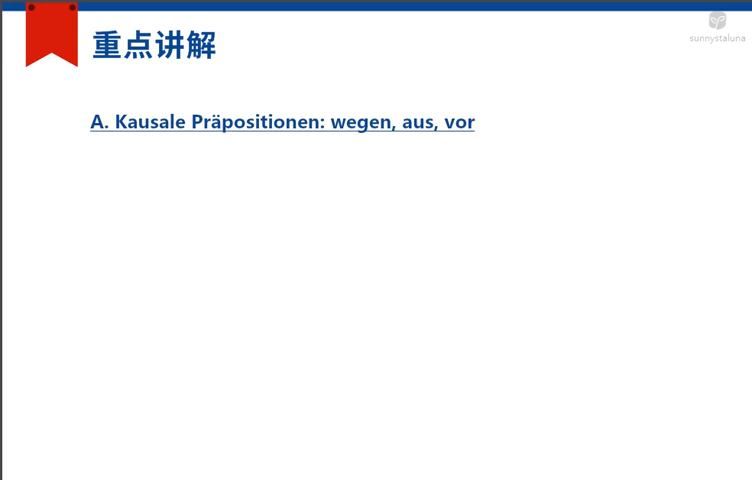 重点讲解
sunnystaluna
A. Kausale Präpositionen: wegen, aus, vor